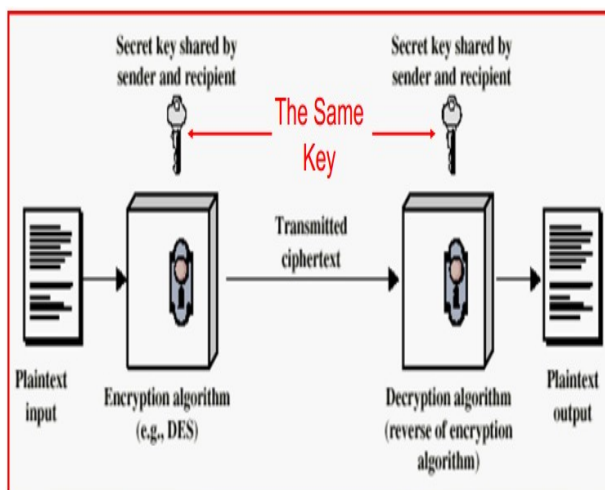 Secret key shared by
sender and recipient
Secret key shared by
sender and recipient
The Same
Key
Transmitted
ciphertext
Plaintext
input
Encryption algorithm
(e.g., DES)
Decryption algorithm
(reverse of encryption
algorithm)
Plaintext
output